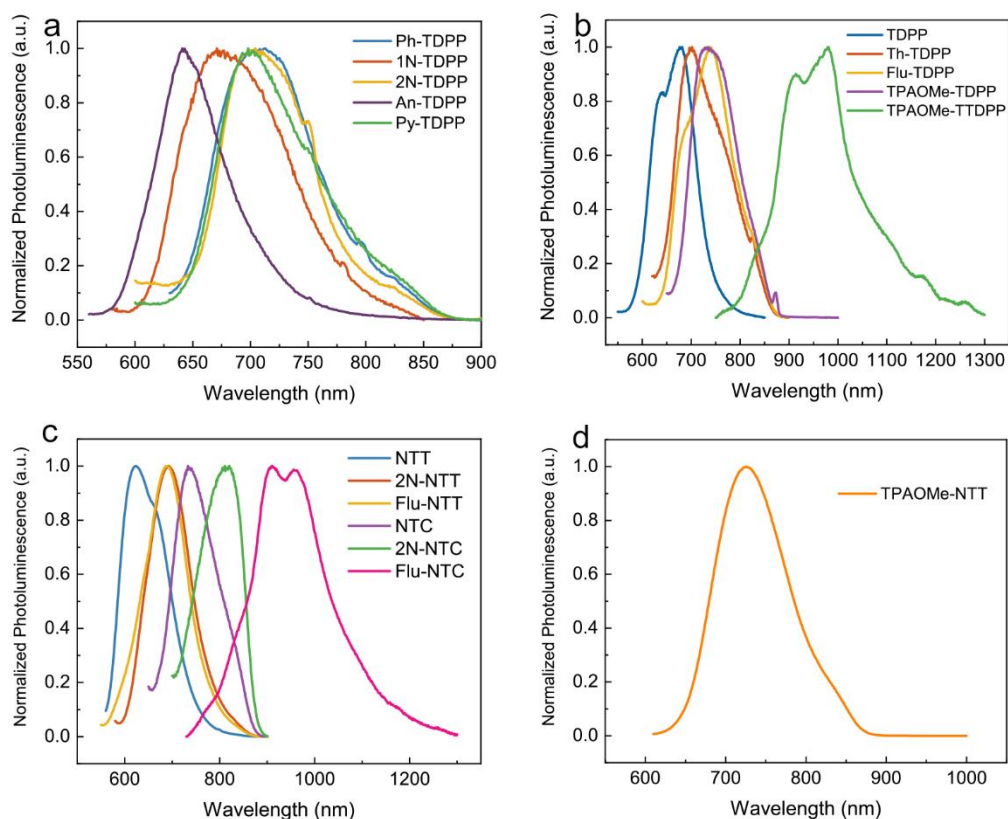 a
Ph-TDPP
1N-TDPP
2N-TDPP
An-TDPP
Py-TDPP
Normalized Photoluminescence (a.u.)
1.0
0.8
0.6
0.4
0.2
0.0
550 600 650 700 750 800 850 900
Wavelength (nm)
b
TDPP
Th-TDPP
Flu-TDPP
TPAOMe-TDPP
TPAOMe-TTDPP
Normalized Photoluminescence (a.u.)
1.0
0.8
0.6
0.4
0.2
0.0
600 700 800 900 1000 1100 1200 1300
Wavelength (nm)
c
NTT
2N-NTT
Flu-NTT
NTC
2N-NTC
Flu-NTC
Normalized Photoluminescence (a.u.)
1.0
0.8
0.6
0.4
0.2
0.0
600 800 1000 1200
Wavelength (nm)
d
TPAOMe-NTT
Normalized Photoluminescence (a.u.)
1.0
0.8
0.6
0.4
0.2
0.0
600 700 800 900 1000
Wavelength (nm)